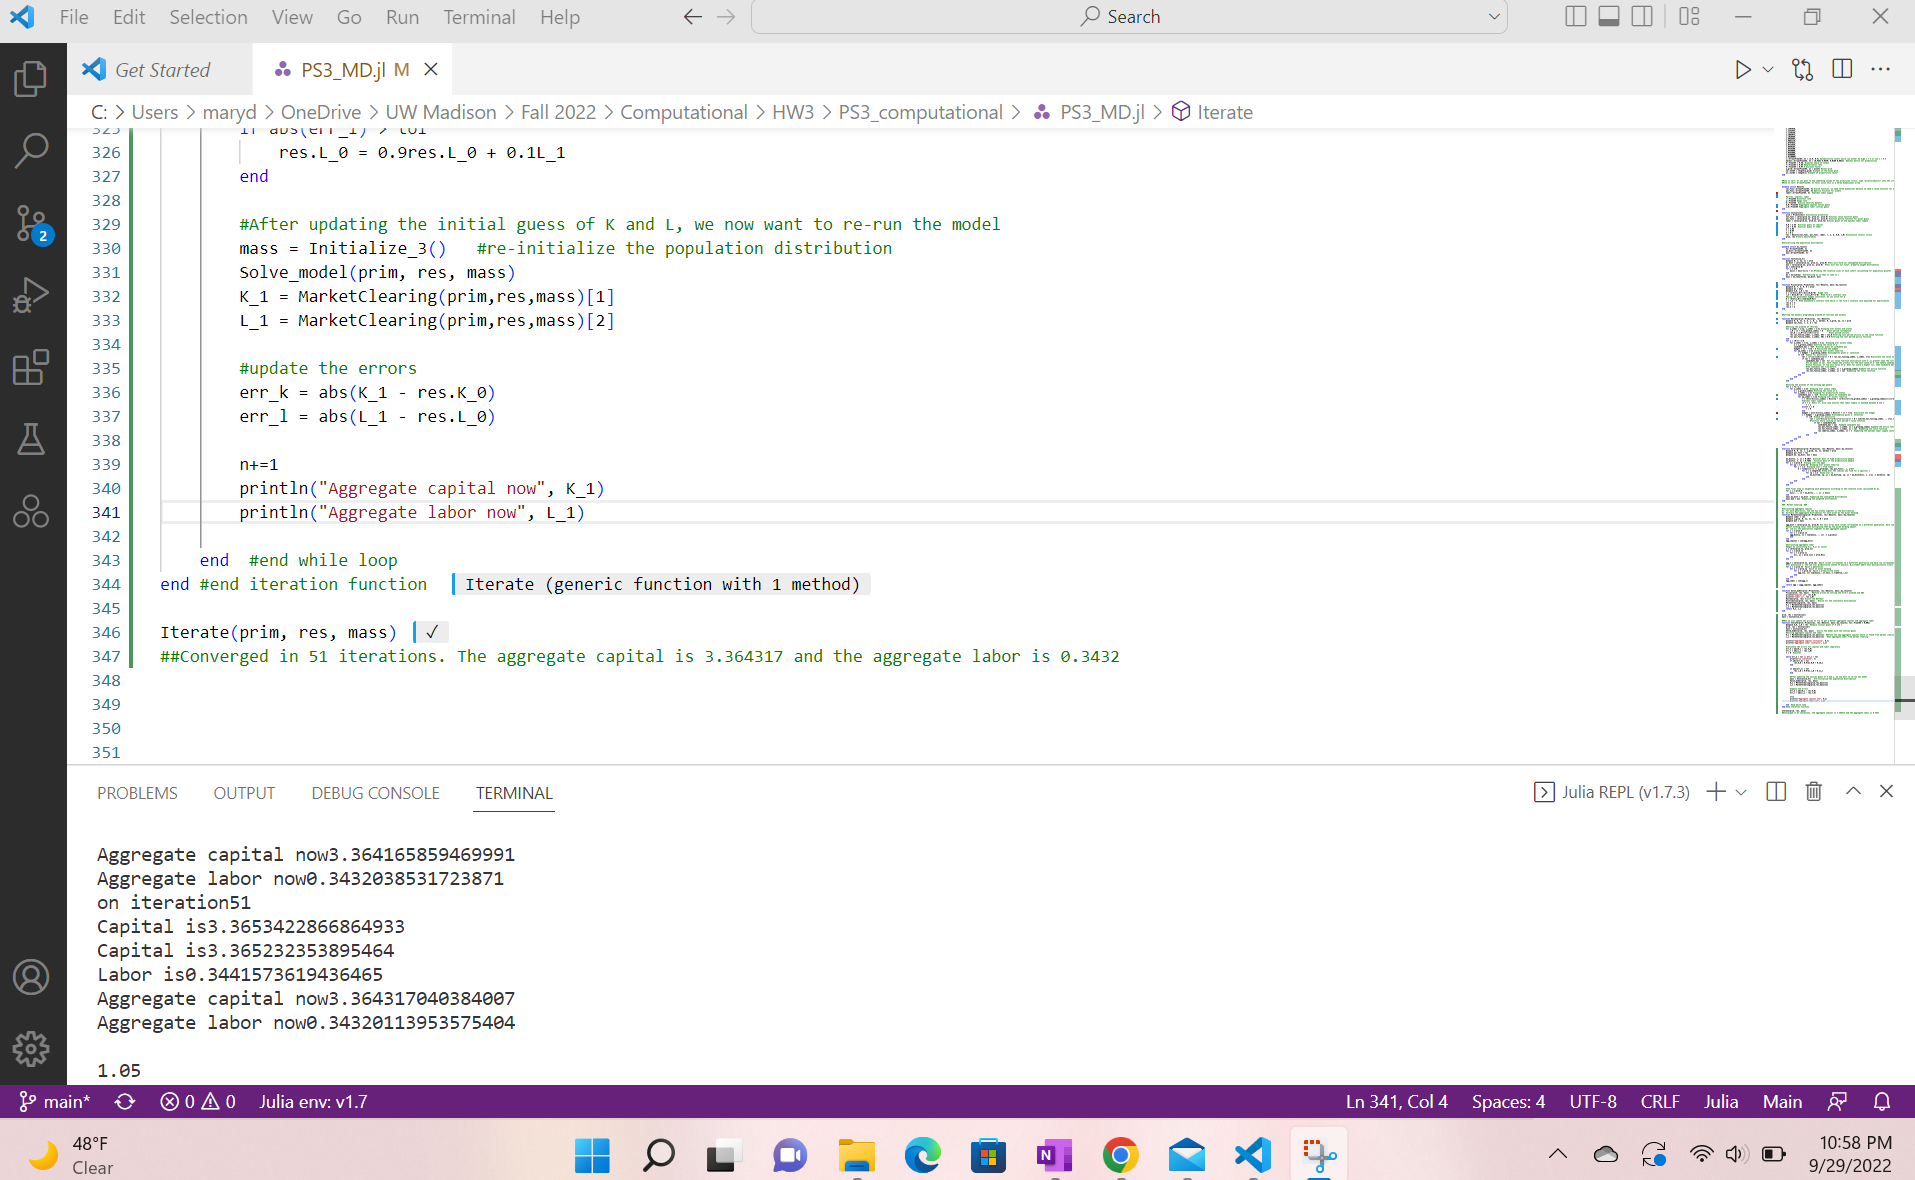 File Edit Selection View Go Run Terminal Help Search
Get Started PS3_MD.jl M
C: > Users > maryd > OneDrive > UW Madison > Fall 2022 > Computational > HW3 > PS3_computational > PS3_MD.jl > Iterate
325 if abs(err_l) > tol
326 res.L_0 = 0.9res.L_0 + 0.1L_1
327 end
328
329 #After updating the initial guess of K and L, we now want to re-run the model
330 mass = Initialize_3() #re-initialize the population distribution
331 Solve_model(prim, res, mass)
332 K_1 = MarketClearing(prim,res,mass)[1]
333 L_1 = MarketClearing(prim,res,mass)[2]
334
335 #update the errors
336 err_k = abs(K_1 - res.K_0)
337 err_l = abs(L_1 - res.L_0)
338
339 n+=1
340 println("Aggregate capital now", K_1)
341 println("Aggregate labor now", L_1)
342
343 end #end while loop
344 end #end iteration function Iterate (generic function with 1 method)
345
346 Iterate(prim, res, mass) ✓
347 ##Converged in 51 iterations. The aggregate capital is 3.364317 and the aggregate labor is 0.3432
348
349
350
351
PROBLEMS OUTPUT DEBUG CONSOLE TERMINAL Julia REPL (v1.7.3)
Aggregate capital now3.364165859469991
Aggregate labor now0.3432038531723871
on iteration51
Capital is3.3653422866864933
Capital is3.365232353895464
Labor is0.3441573619436465
Aggregate capital now3.364317040384007
Aggregate labor now0.34320113953575404
1.05
2
main* 0 0 Julia env: v1.7 Ln 341, Col 4 Spaces: 4 UTF-8 CRLF Julia Main
48°F
Clear
N
10:58 PM
9/29/2022